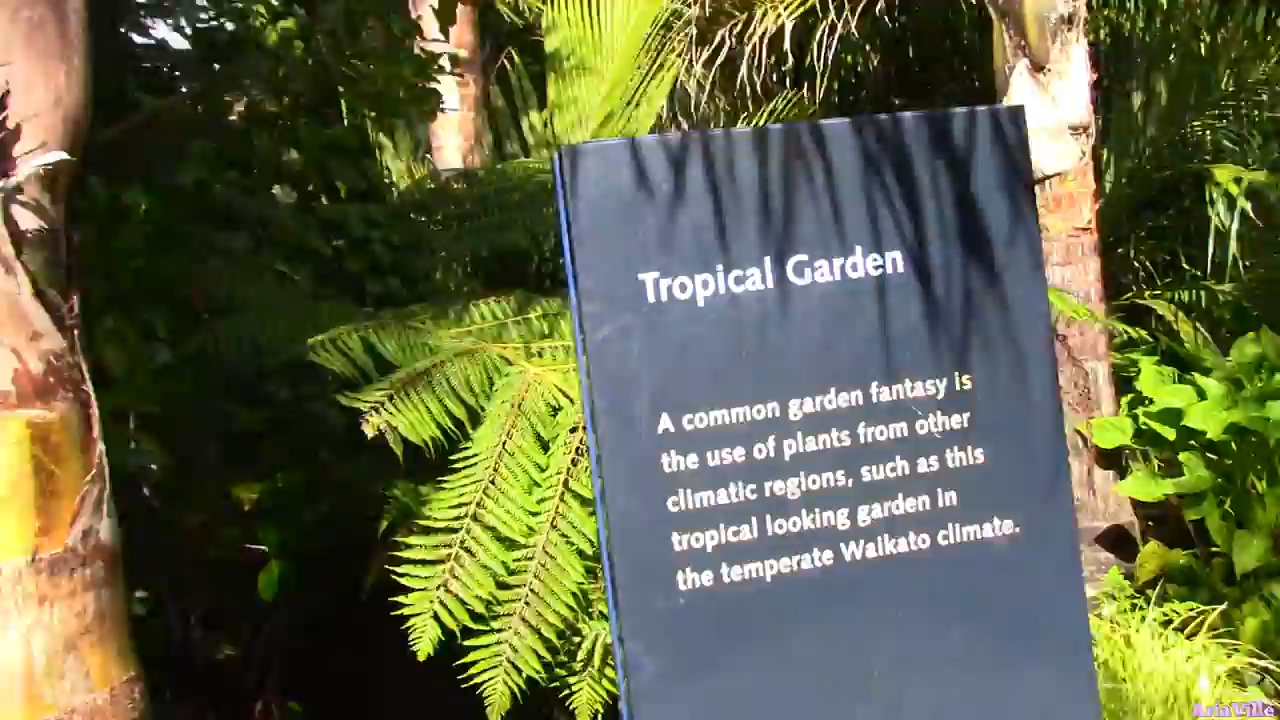 Tropical Garden
A common garden fantasy is
the use of plants from other
climatic regions, such as this
tropical looking garden in
the temperate Waikato climate.
AsiaVille